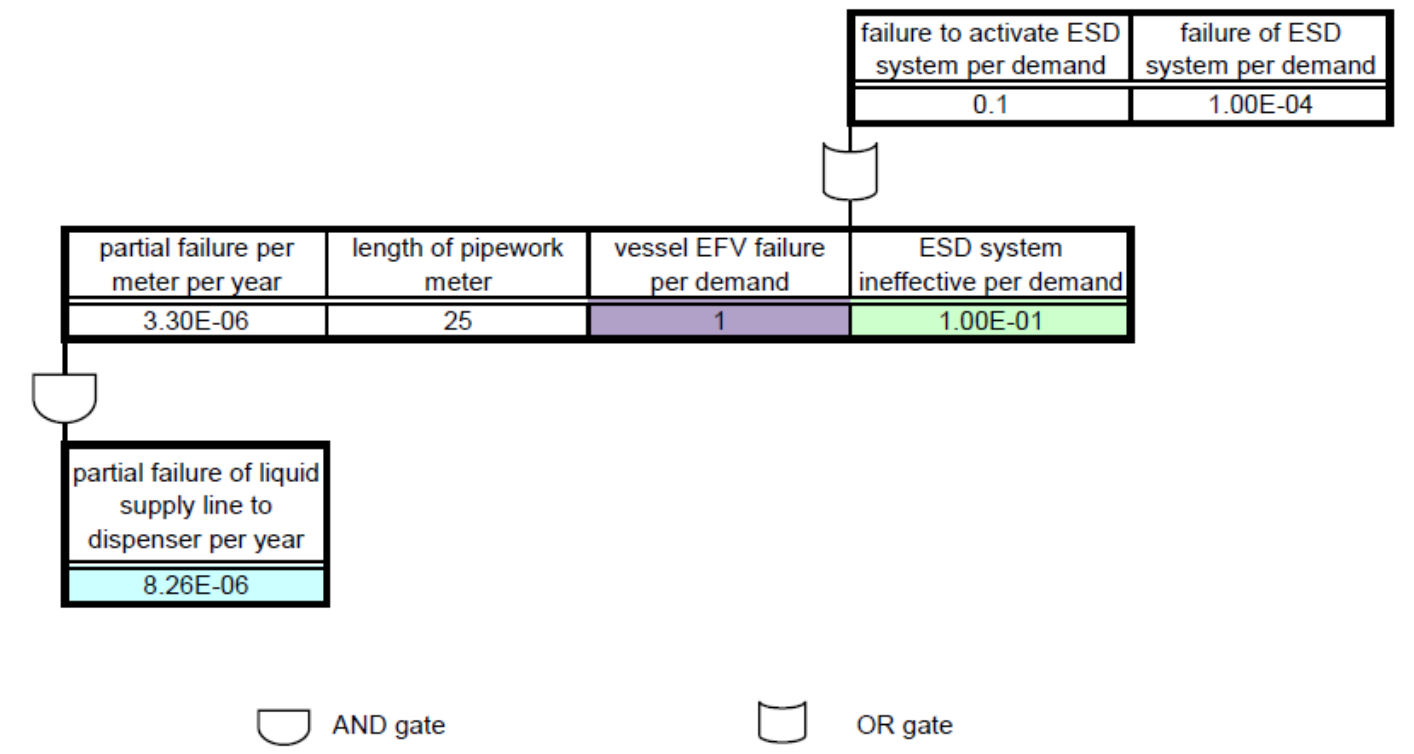 failure to activate ESD
system per demand
failure of ESD
system per demand
0.1
1.00E-04
partial failure per
meter per year
length of pipework
meter
vessel EFV failure
per demand
ESD system
ineffective per demand
3.30E-06
25
1
1.00E-01
partial failure of liquid
supply line to
dispenser per year
8.26E-06
AND gate
OR gate